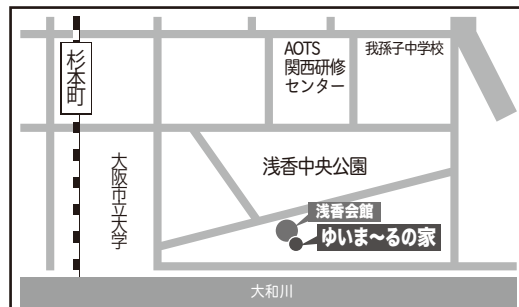 杉本町
AOTS
関西研修
センター
我孫子中学校
大阪市立大学
浅香中央公園
浅香会館
ゆいま～るの家
大和川